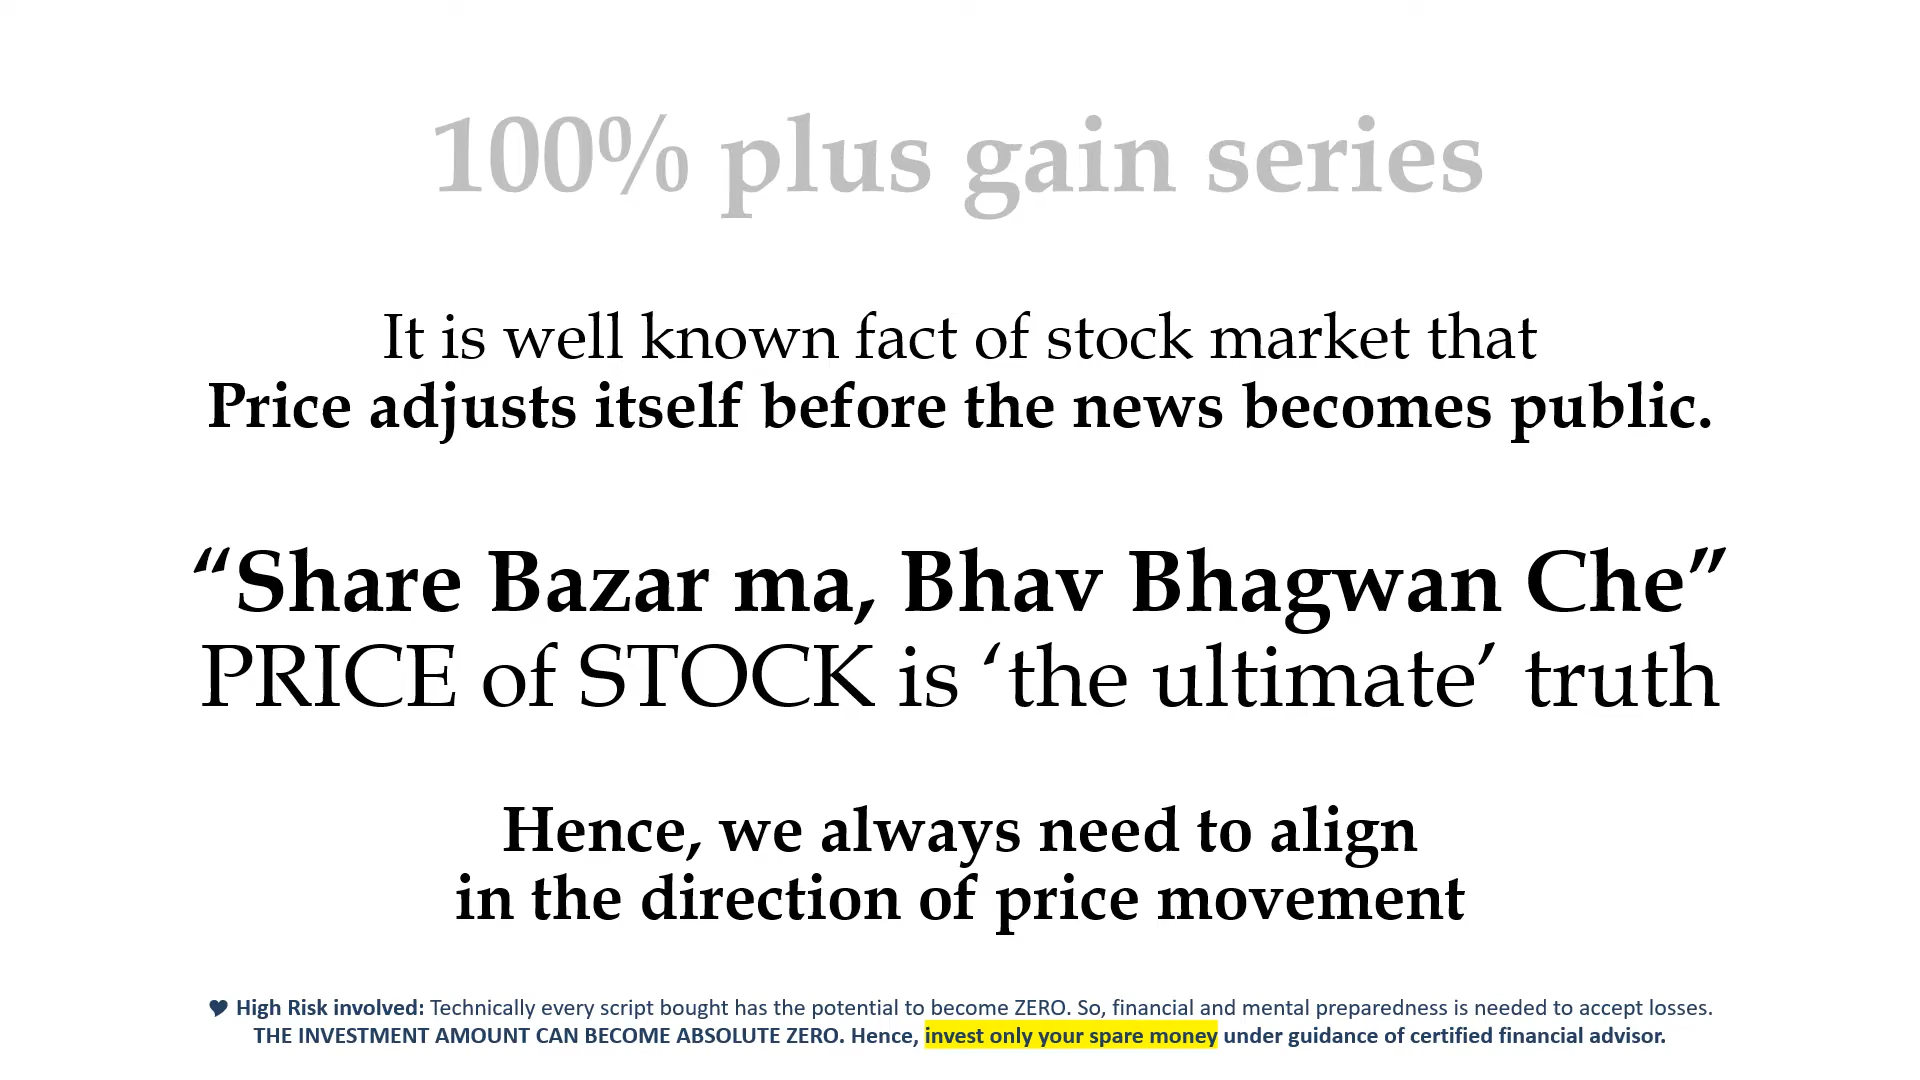 100% plus gain series
It is well known fact of stock market that
Price adjusts itself before the news becomes public.
“Share Bazar ma, Bhav Bhagwan Che”
PRICE of STOCK is ‘the ultimate’ truth
Hence, we always need to align
in the direction of price movement
♥ High Risk involved: Technically every script bought has the potential to become ZERO. So, financial and mental preparedness is needed to accept losses.
THE INVESTMENT AMOUNT CAN BECOME ABSOLUTE ZERO. Hence, invest only your spare money under guidance of certified financial advisor.